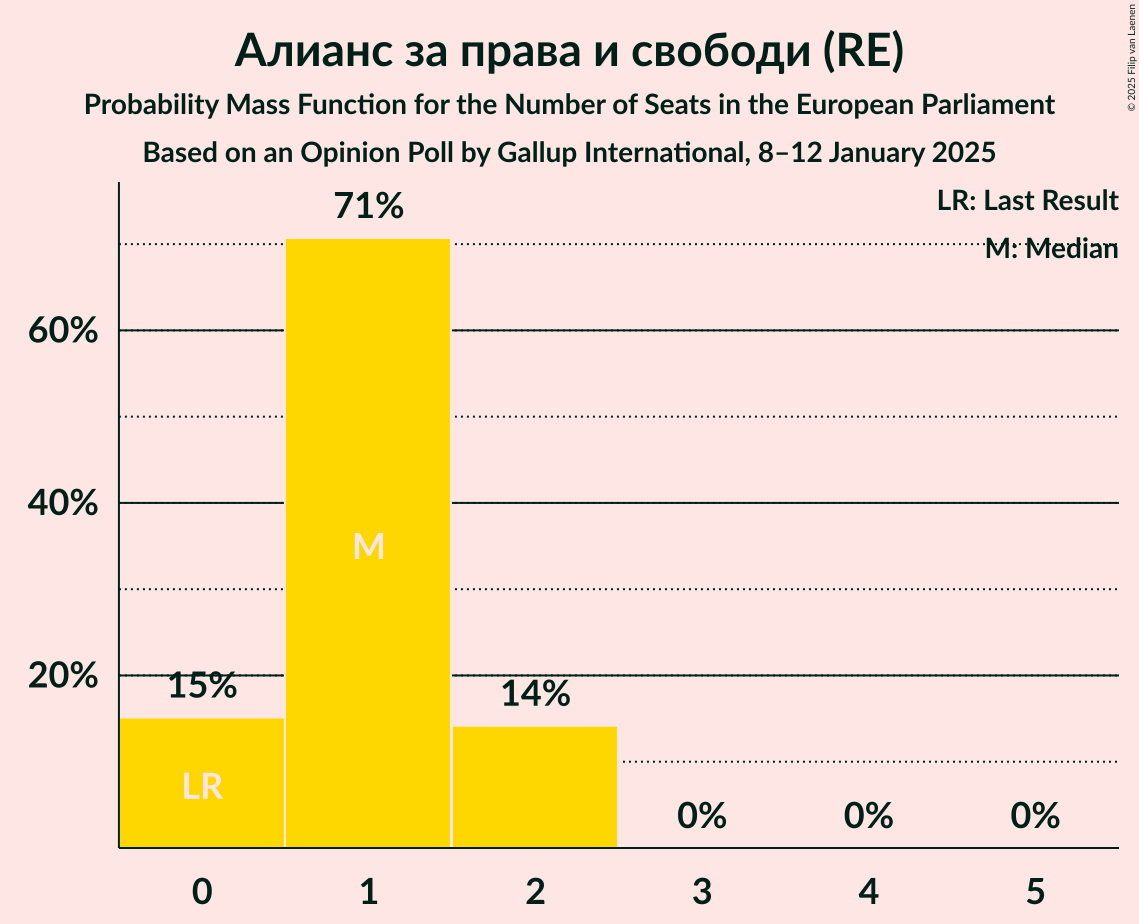 Алианс за права и свободи (RE)
Probability Mass Function for the Number of Seats in the European Parliament
Based on an Opinion Poll by Gallup International, 8–12 January 2025
© 2025 Filip van Laenen
LR: Last Result
M: Median
71%
60%
40%
20%
15%
14%
0%
0%
0%
M
LR
0
1
2
3
4
5